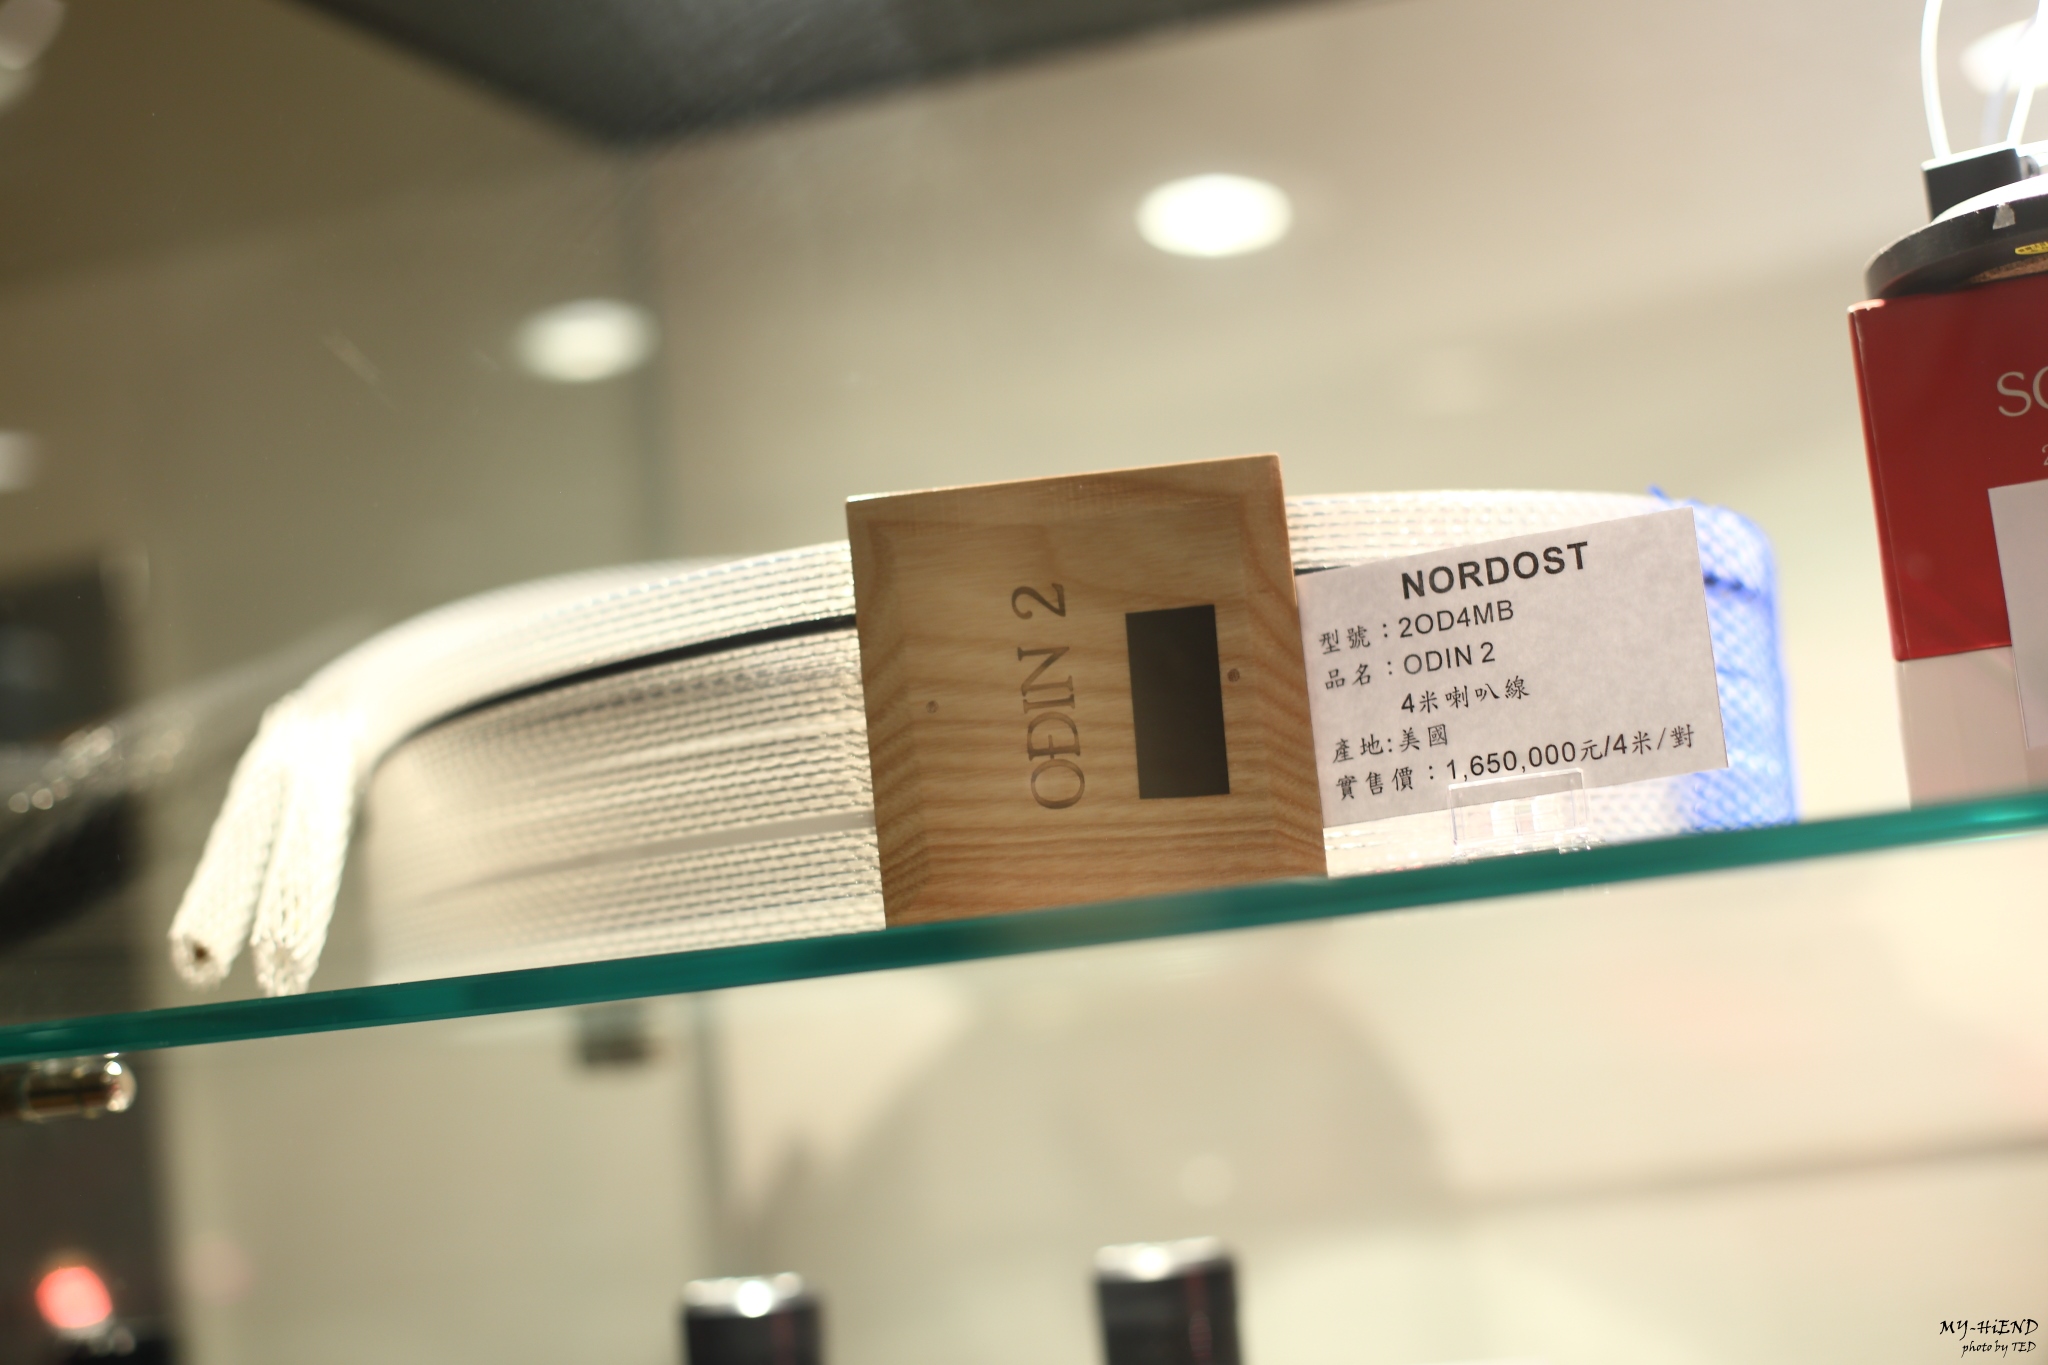 ODIN 2
NORDOST
型號：2OD4MB
品名：ODIN 2
4米喇叭線
產地:美國
實售價：1,650,000元/4米/對
MY-HiEND
photo by TED